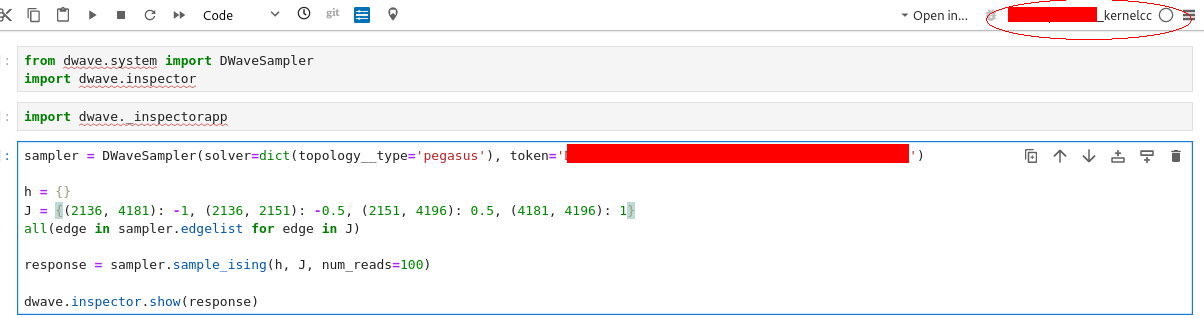 Code git Open in... _kernelcc
: from dwave.system import DWaveSampler
import dwave.inspector
: import dwave._inspectorapp
: sampler = DWaveSampler(solver=dict(topology__type='pegasus'), token=' ')
h = {}
J = {(2136, 4181): -1, (2136, 2151): -0.5, (2151, 4196): 0.5, (4181, 4196): 1}
all(edge in sampler.edgelist for edge in J)
response = sampler.sample_ising(h, J, num_reads=100)
dwave.inspector.show(response)